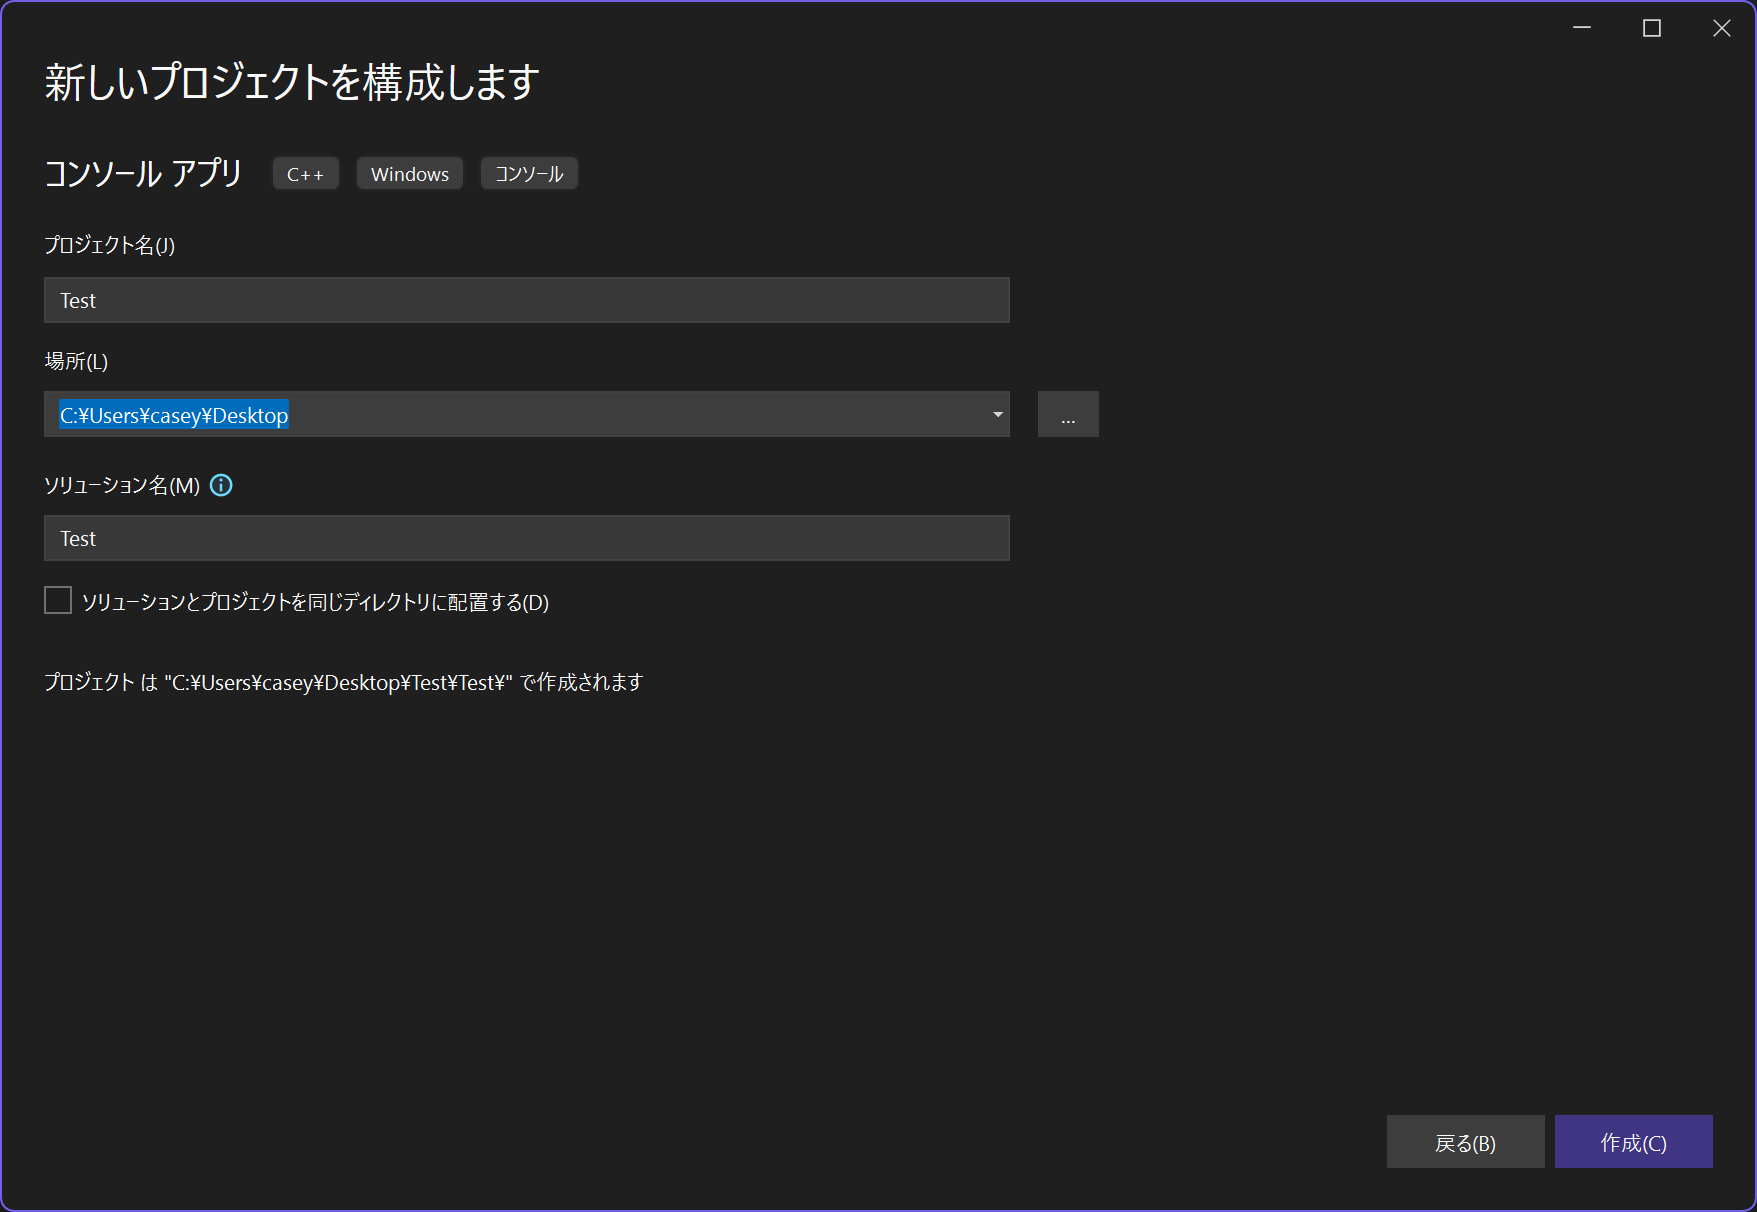 新しいプロジェクトを構成します
コンソール アプリ C++ Windows コンソール
プロジェクト名(J)
Test
場所(L)
C:¥Users¥casey¥Desktop ...
ソリューション名(M)
Test
ソリューションとプロジェクトを同じディレクトリに配置する(D)
プロジェクト は "C:¥Users¥casey¥Desktop¥Test¥Test¥" で作成されます
戻る(B) 作成(C)